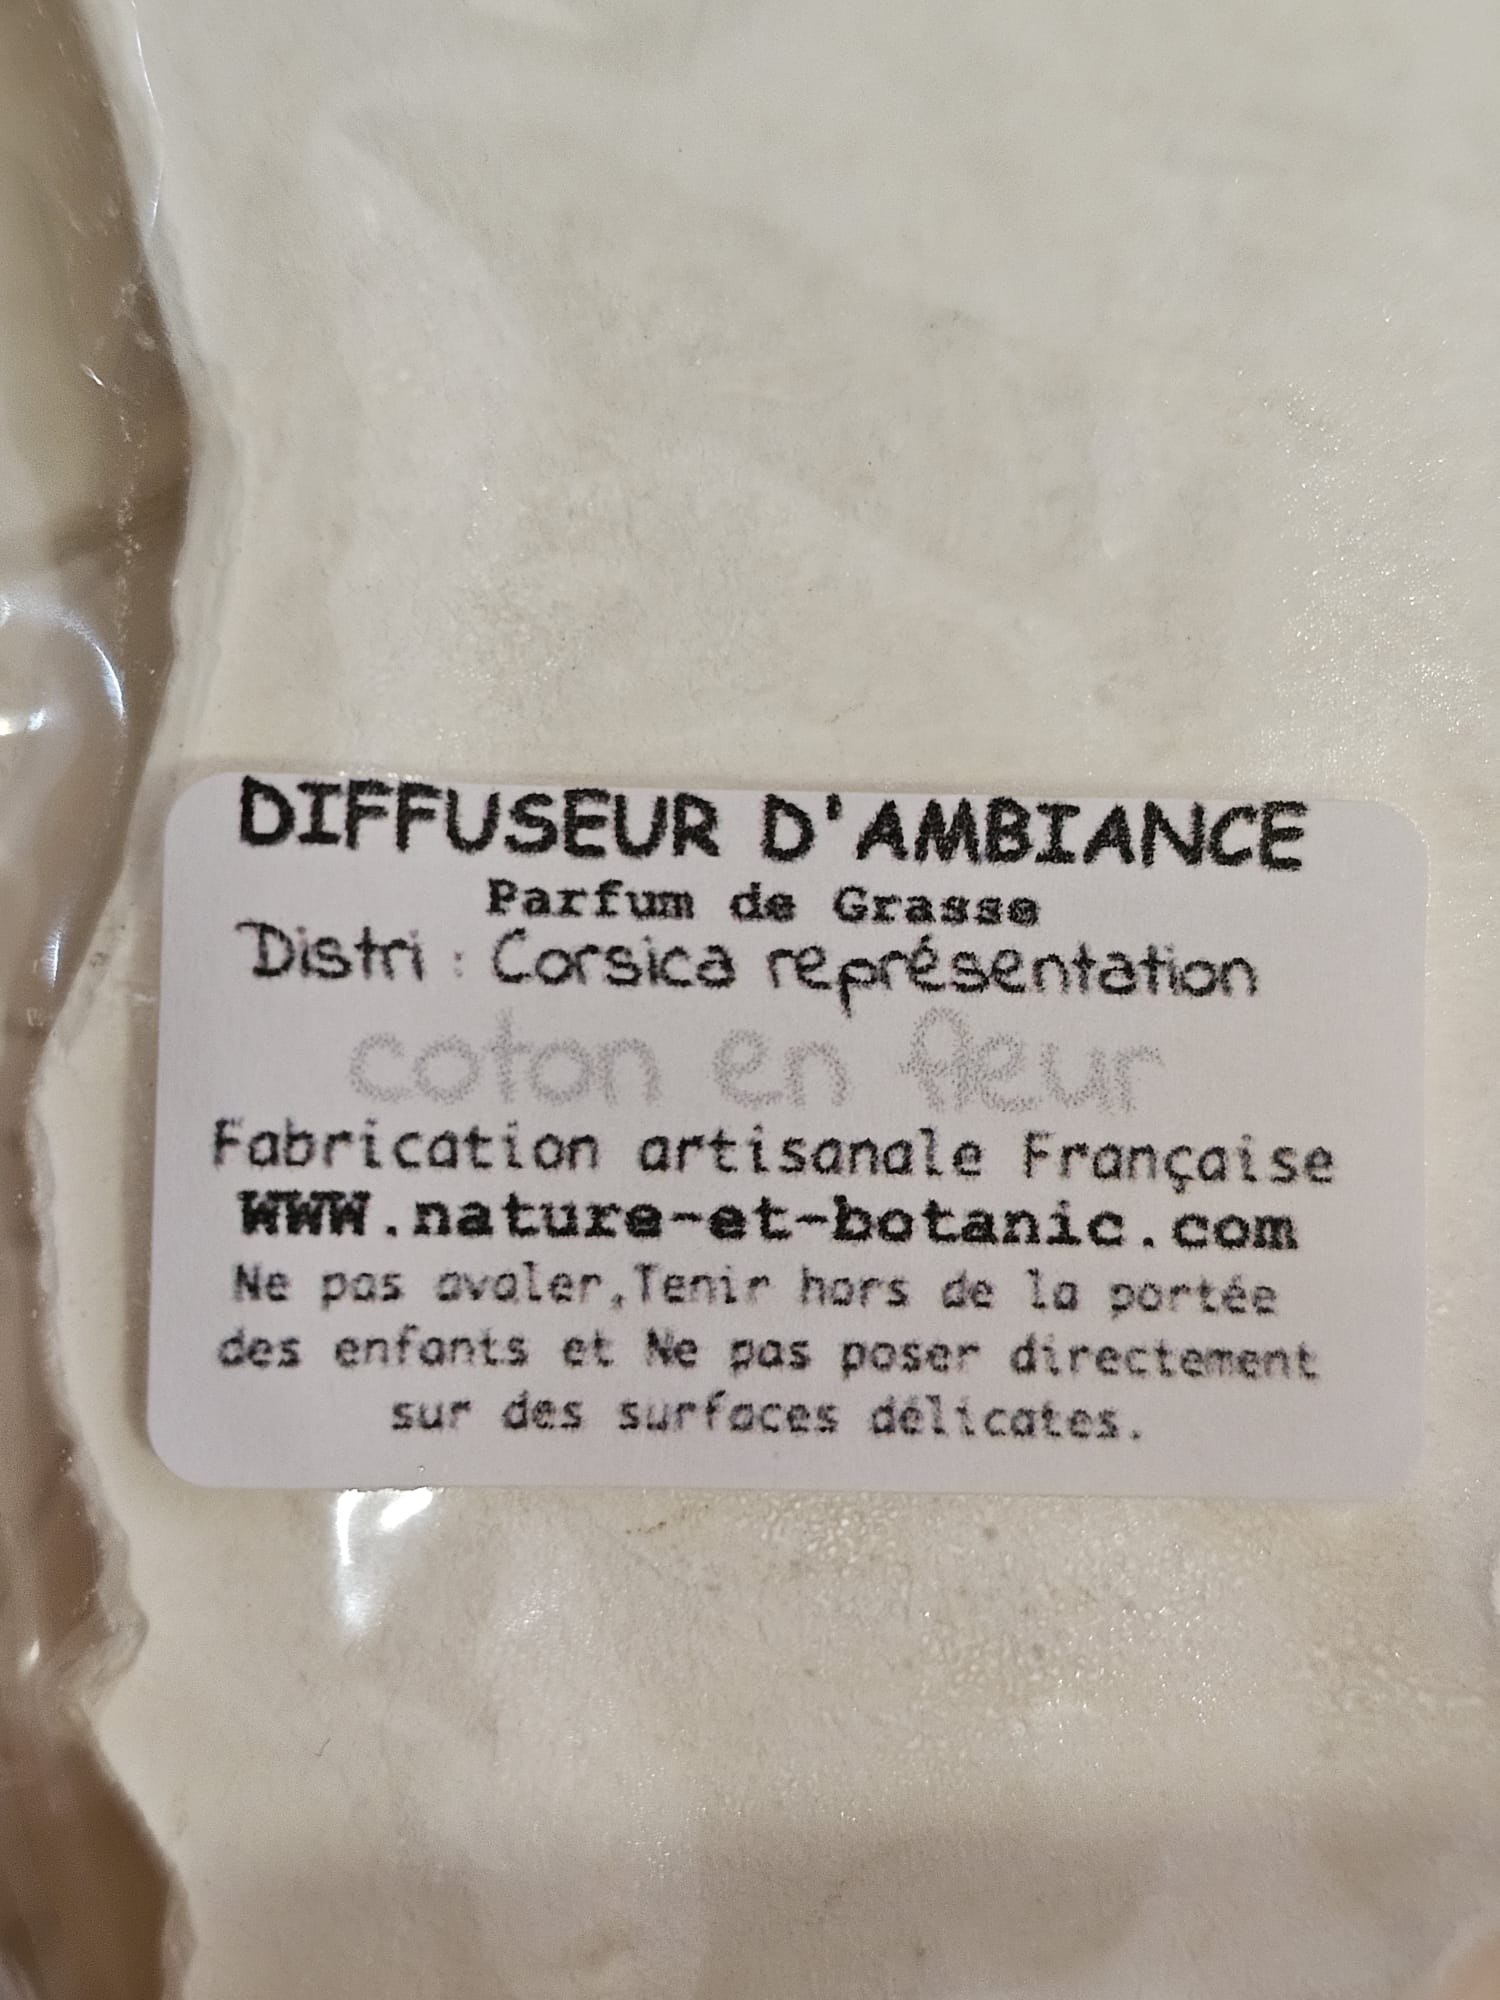 DIFFUSEUR D'AMBIANCE
Parfum de Grasse
Distri : Corsica représentation
coton en fleur
Fabrication artisanale Française
WWW.nature-et-botanic.com
Ne pas avaler,Tenir hors de la portée
des enfants et Ne pas poser directement
sur des surfaces délicates.